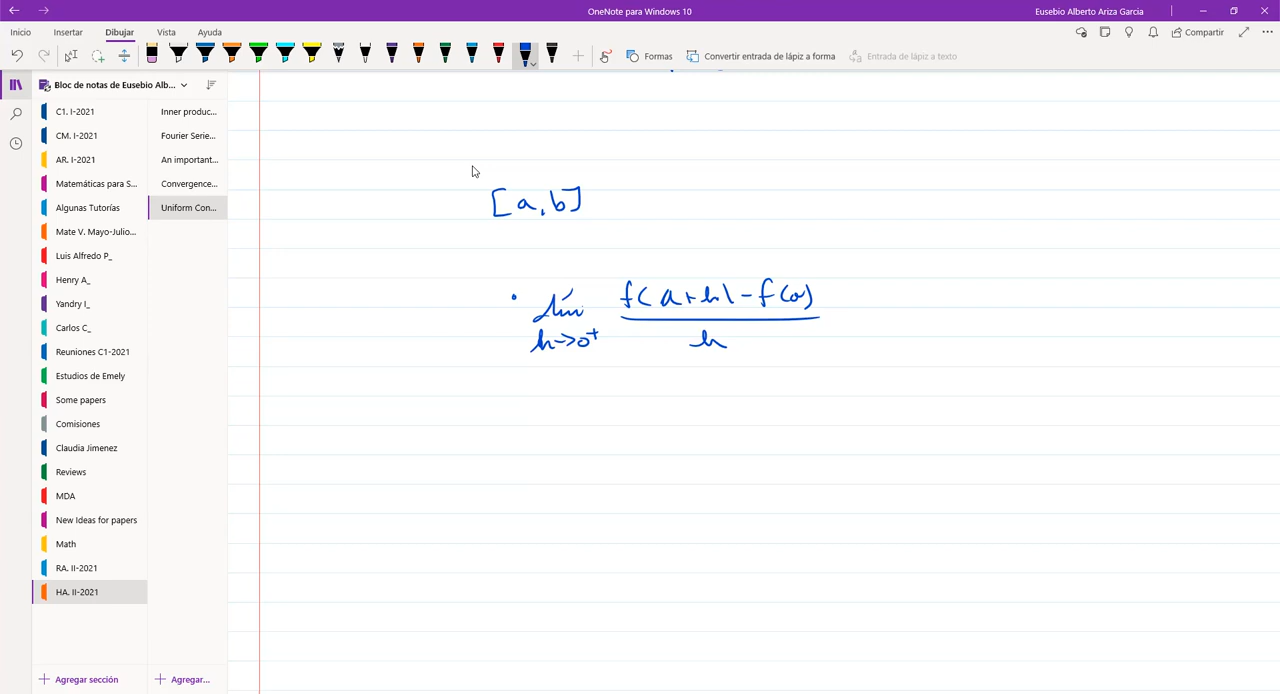 OneNote para Windows 10
Eusebio Alberto Ariza Garcia
Inicio
Insertar
Dibujar
Vista
Ayuda
Compartir
Formas
Convertir entrada de lápiz a forma
Entrada de lápiz a texto
Bloc de notas de Eusebio Alb...
C1. I-2021
CM. I-2021
AR. I-2021
Matemáticas para S...
Algunas Tutorías
Mate V. Mayo-Julio...
Luis Alfredo P_
Henry A_
Yandry I_
Carlos C_
Reuniones C1-2021
Estudios de Emely
Some papers
Comisiones
Claudia Jimenez
Reviews
MDA
New Ideas for papers
Math
RA. II-2021
HA. II-2021
Agregar sección
Inner produc...
Fourier Serie...
An important...
Convergence...
Uniform Con...
Agregar...
[a,b]
• lím f(a+h)-f(a)
h→0+ h